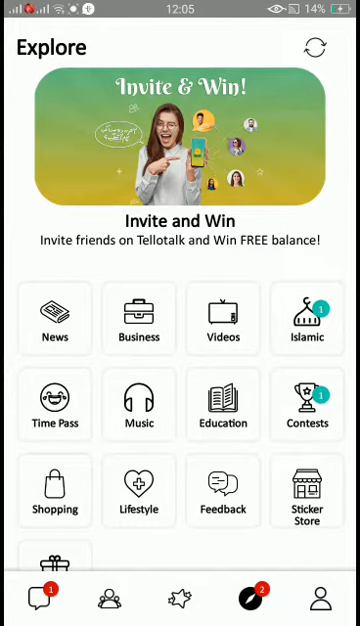 12:05
14%
Explore
Invite & Win!
Invite and Win
Invite friends on Tellotalk and Win FREE balance!
News
Business
Videos
1
Islamic
Time Pass
Music
Education
1
Contests
Shopping
Lifestyle
Feedback
Sticker
Store
1
2